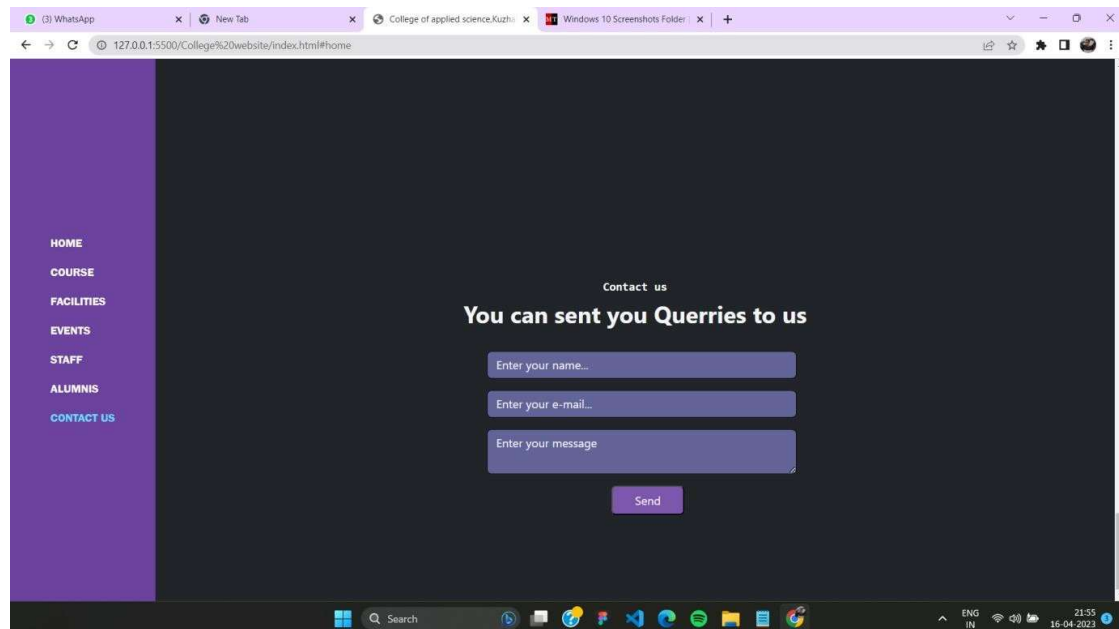 (3) WhatsApp
New Tab
College of applied science,Kuzha
Windows 10 Screenshots Folder
127.0.0.1:5500/College%20website/index.html#home
HOME
COURSE
FACILITIES
EVENTS
STAFF
ALUMNIS
CONTACT US
Contact us
You can sent you Querries to us
Enter your name...
Enter your e-mail...
Enter your message
Send
Search
ENG
IN
21:55
16-04-2023
3